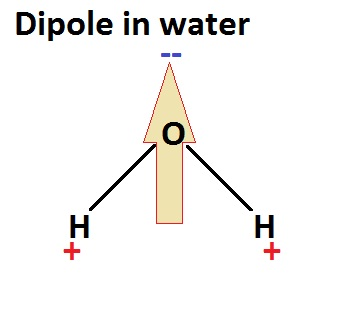 Dipole in water
--
O
H H
+ +